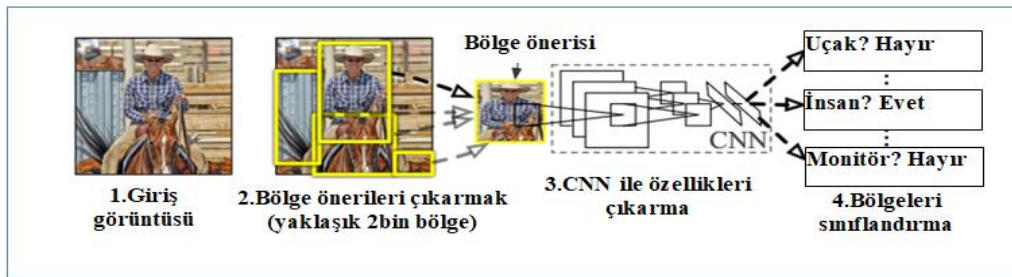 1.Giriş
görüntüsü
2.Bölge önerileri çıkarmak
(yaklaşık 2bin bölge)
Bölge önerisi
CNN
3.CNN ile özellikleri
çıkarma
Uçak? Hayır
⋮
İnsan? Evet
⋮
Monitör? Hayır
4.Bölgeleri
sınıflandırma